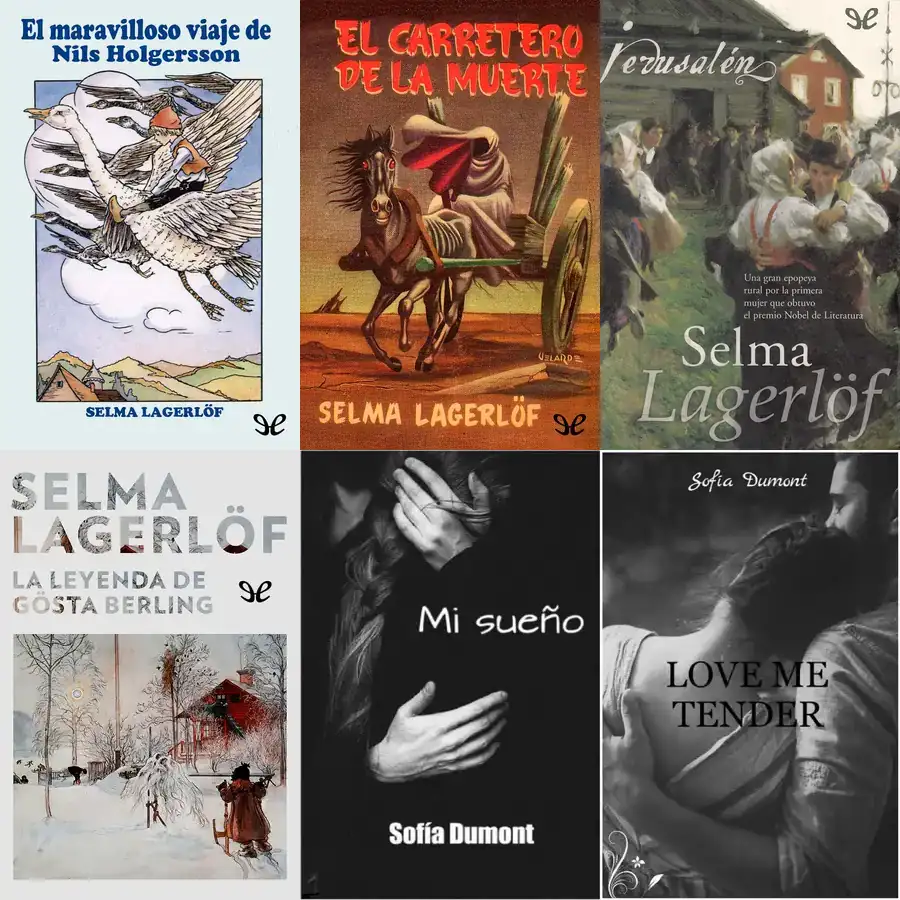 El maravilloso viaje de
Nils Holgersson
SELMA LAGERLÖF
EL CARRETERO
DE LA MUERTE
VELARDE
SELMA LAGERLÖF
Jerusalén
Una gran epopeya
rural por la primera
mujer que obtuvo
el premio Nobel de Literatura
Selma
Lagerlöf
SELMA
LAGERLÖF
LA LEYENDA DE
GÖSTA BERLING
Mi sueño
Sofía Dumont
Sofía Dumont
LOVE ME
TENDER